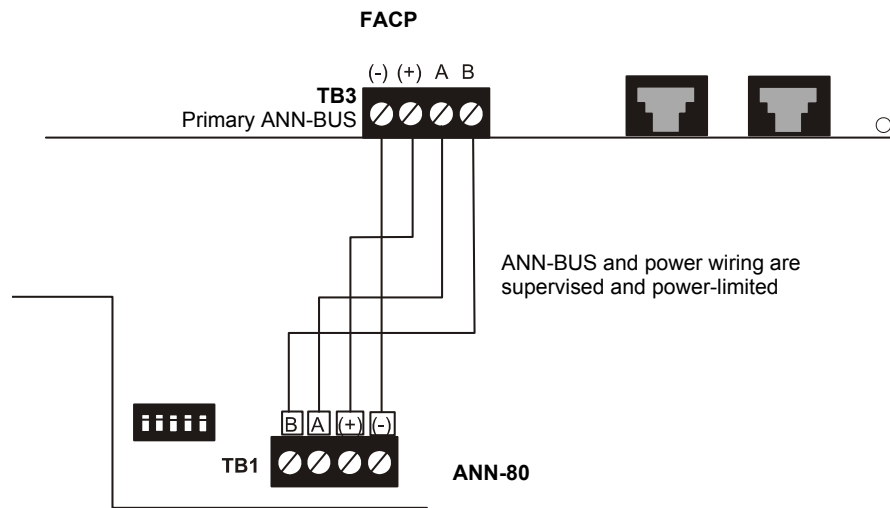 FACP
(-) (+) A B
TB3
Primary ANN-BUS
ANN-BUS and power wiring are
supervised and power-limited
B A (+) (-)
TB1
ANN-80